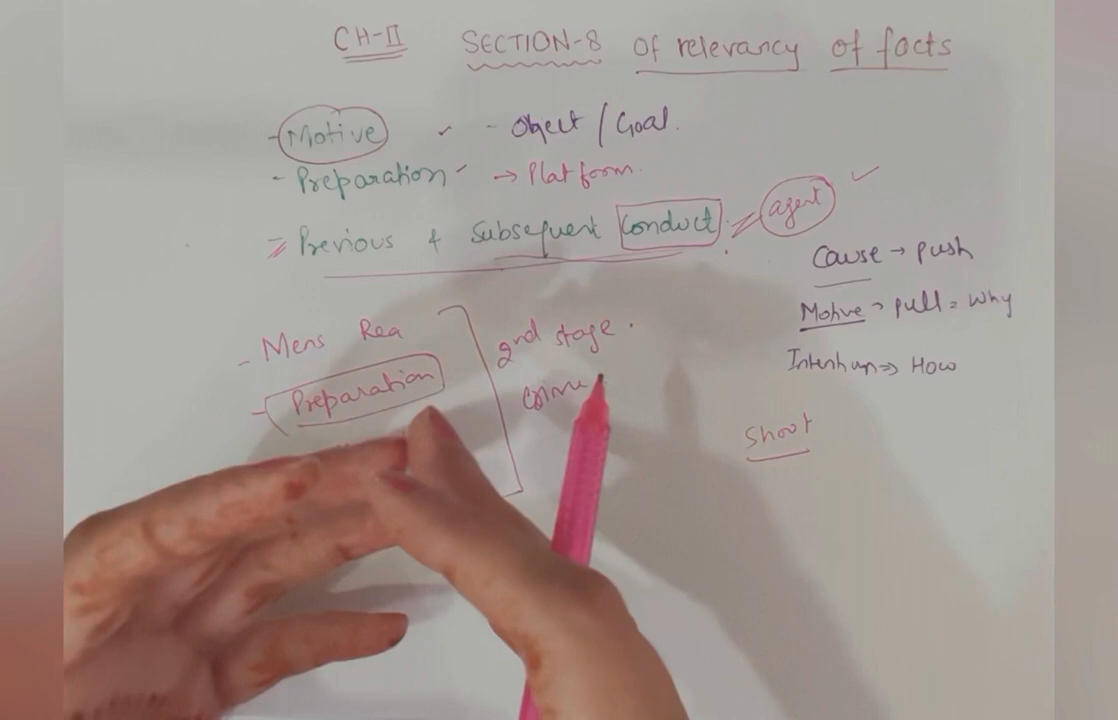 CH-II SECTION-8 of relevancy of facts
- Motive ✓ - Object / Goal.
- Preparation → Platform.
Previous & Subsequent Conduct. agent ✓
Cause → push
Motive → pull = Why
Intention ⇒ How
- Mens Rea
- Preparation
2nd stage.
crime
Shoot